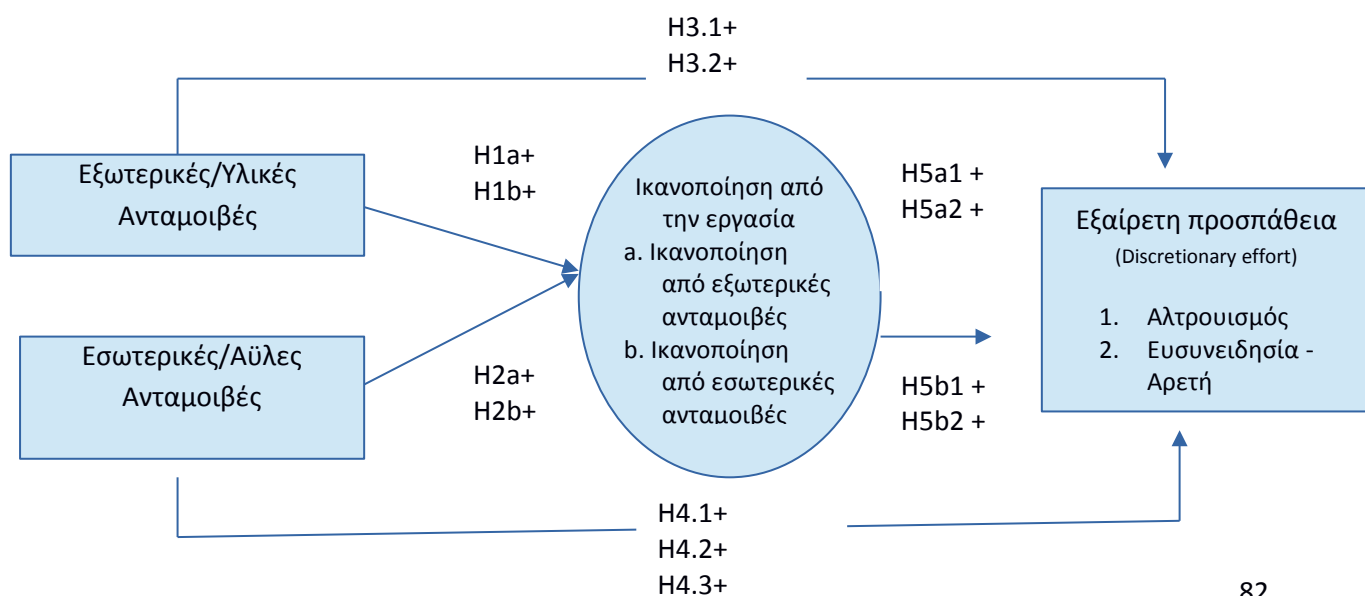 H3.1+
H3.2+
Εξωτερικές/Υλικές
Ανταμοιβές
H1a+
H1b+
Ικανοποίηση από
την εργασία
a. Ικανοποίηση
από εξωτερικές
ανταμοιβές
b. Ικανοποίηση
από εσωτερικές
ανταμοιβές
H5a1 +
H5a2 +
Εξαίρετη προσπάθεια
(Discretionary effort)
1. Αλτρουισμός
2. Ευσυνειδησία -
Αρετή
Εσωτερικές/Αϋλες
Ανταμοιβές
H2a+
H2b+
H5b1 +
H5b2 +
H4.1+
H4.2+
H4.3+
82